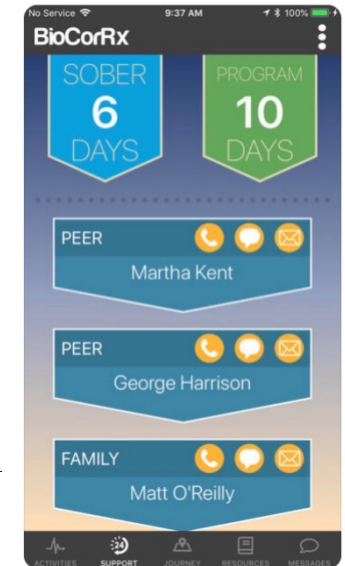 No Service 9:37 AM 100%
BioCorRx
SOBER
6
DAYS
PROGRAM
10
DAYS
PEER
Martha Kent
PEER
George Harrison
FAMILY
Matt O'Reilly
24
ACTIVITIES SUPPORT JOURNEY RESOURCES MESSAGES